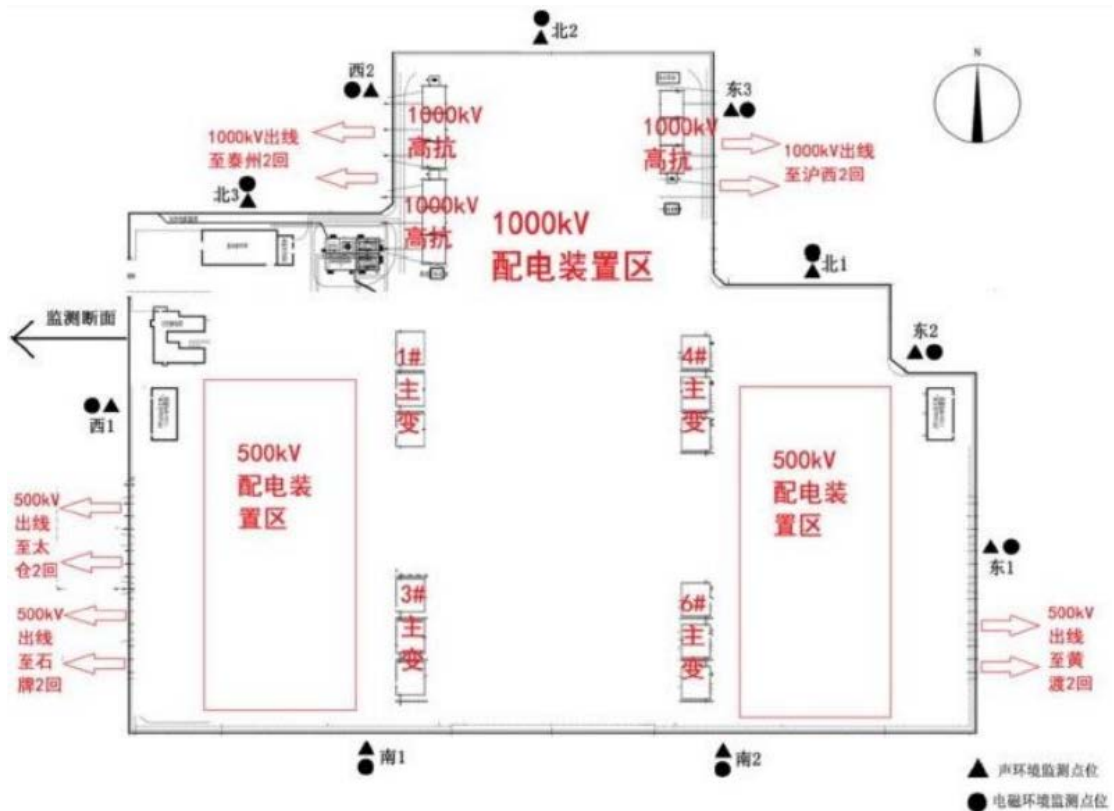 北2
N
西2
东3
1000kV
高抗
1000kV
高抗
1000kV出线
至泰州2回
1000kV出线
至沪西2回
北3
1000kV
高抗
1000kV
配电装置区
北1
监测断面
东2
1#
主
变
4#
主
变
西1
500kV
配电装
置区
500kV
配电装
置区
500kV
出线
至太
仓2回
东1
3#
主
变
6#
主
变
500kV
出线
至石
牌2回
500kV
出线
至黄
渡2回
南1
南2
声环境监测点位
电磁环境监测点位